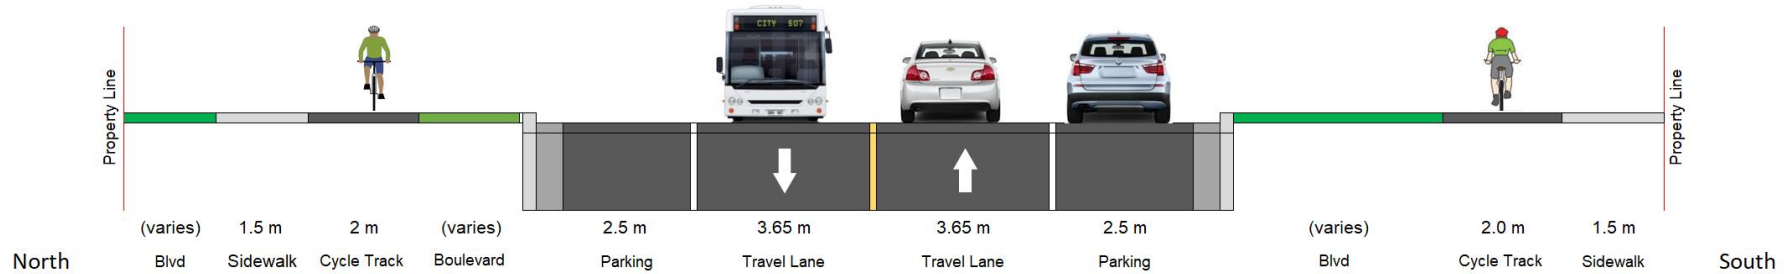 CITY 507
Property Line
Property Line
(varies) 1.5 m 2 m (varies) 2.5 m 3.65 m 3.65 m 2.5 m (varies) 2.0 m 1.5 m
North Blvd Sidewalk Cycle Track Boulevard Parking Travel Lane Travel Lane Parking Blvd Cycle Track Sidewalk South